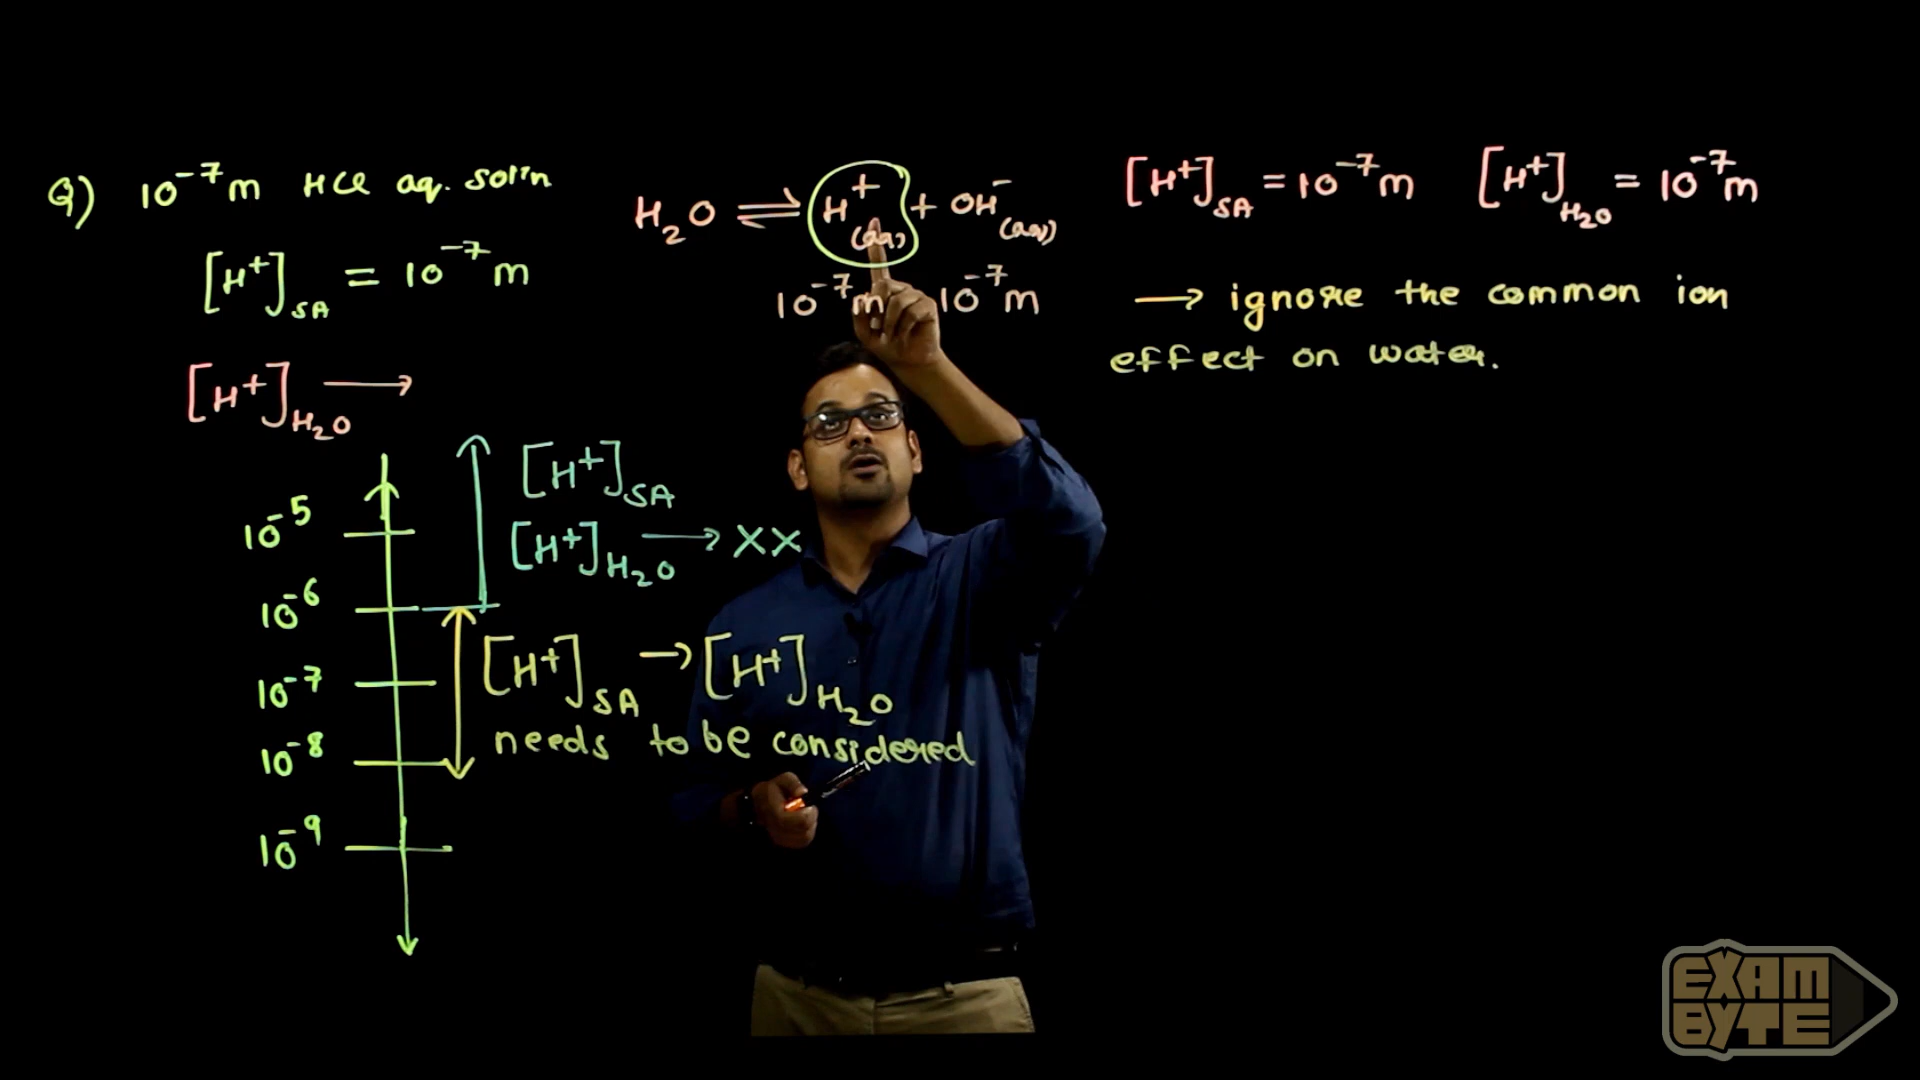 Q) 10⁻⁷m HCl aq. sol'n
[H⁺]SA = 10⁻⁷m
[H⁺]H₂O →
10⁻⁵
10⁻⁶
10⁻⁷
10⁻⁸
10⁻⁹
[H⁺]SA
[H⁺]H₂O → XX
[H⁺]SA → [H⁺]H₂O
needs to be considered
H₂O ⇌ H⁺(aq) + OH⁻(aq)
10⁻⁷m 10⁻⁷m
[H⁺]SA = 10⁻⁷m [H⁺]H₂O = 10⁻⁷m
→ ignore the common ion
effect on water.
EXAM
BYTE